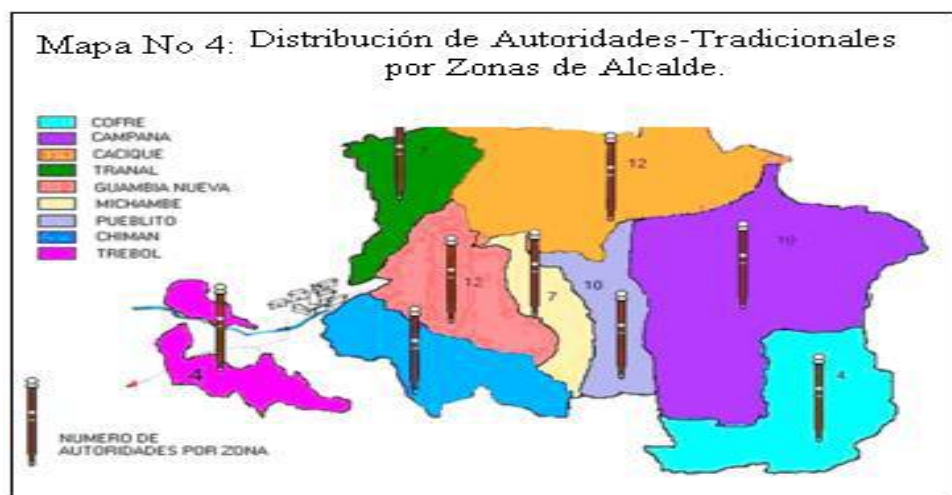 Mapa No 4: Distribución de Autoridades-Tradicionales
por Zonas de Alcalde.
COFRE
CAMPANA
CACIQUE
TRANAL
GUAMBIA NUEVA
MICHAMBE
PUEBLITO
CHIMAN
TREBOL
7
12
10
12
7
10
4
4
NUMERO DE
AUTORIDADES POR ZONA